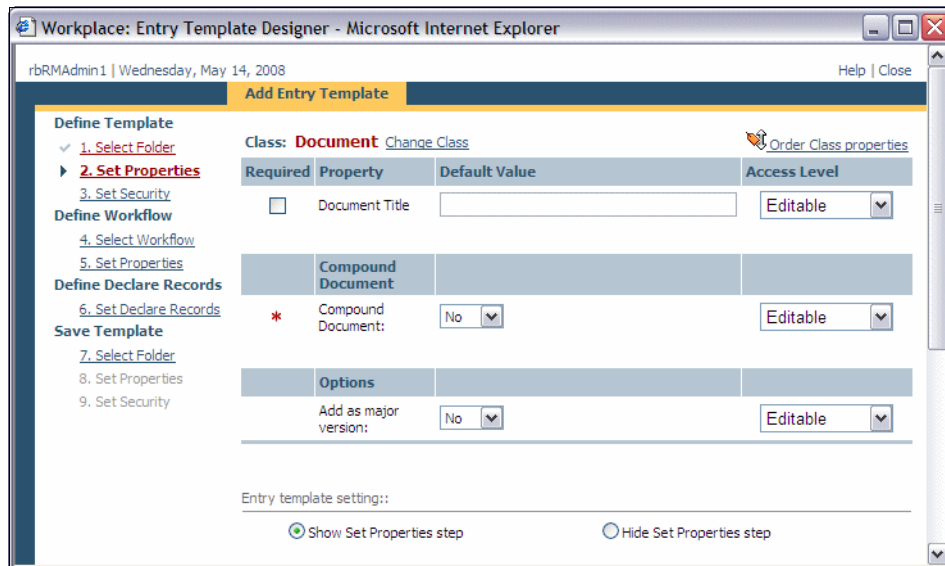 Workplace: Entry Template Designer - Microsoft Internet Explorer
rbRMAdmin1 | Wednesday, May 14, 2008
Help | Close
Add Entry Template
Define Template
1. Select Folder
2. Set Properties
3. Set Security
Define Workflow
4. Select Workflow
5. Set Properties
Define Declare Records
6. Set Declare Records
Save Template
7. Select Folder
8. Set Properties
9. Set Security
Class: Document Change Class
Order Class properties
Required Property Default Value Access Level
Document Title Editable
Compound
Document
*
Compound
Document:
No
Editable
Options
Add as major
version:
No
Editable
Entry template setting::
Show Set Properties step
Hide Set Properties step